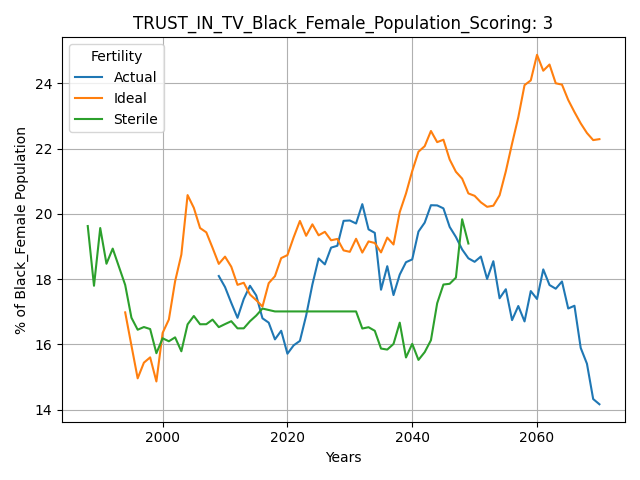 TRUST_IN_TV_Black_Female_Population_Scoring: 3
Fertility
Actual
Ideal
Sterile
% of Black_Female Population
24
22
20
18
16
14
2000
2020
2040
2060
Years